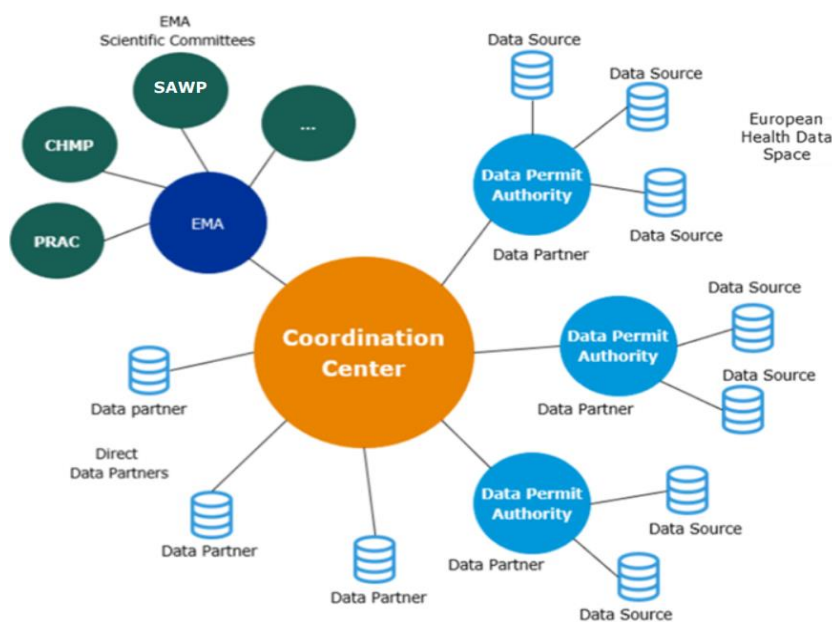 EMA
Scientific Committees
SAWP
...
CHMP
PRAC
EMA
Data Source
Data Source
European
Health Data
Space
Data Permit
Authority
Data Source
Data Partner
Coordination
Center
Data Source
Data Permit
Authority
Data Source
Data Partner
Data partner
Direct
Data Partners
Data Partner
Data Partner
Data Permit
Authority
Data Source
Data Partner
Data Source